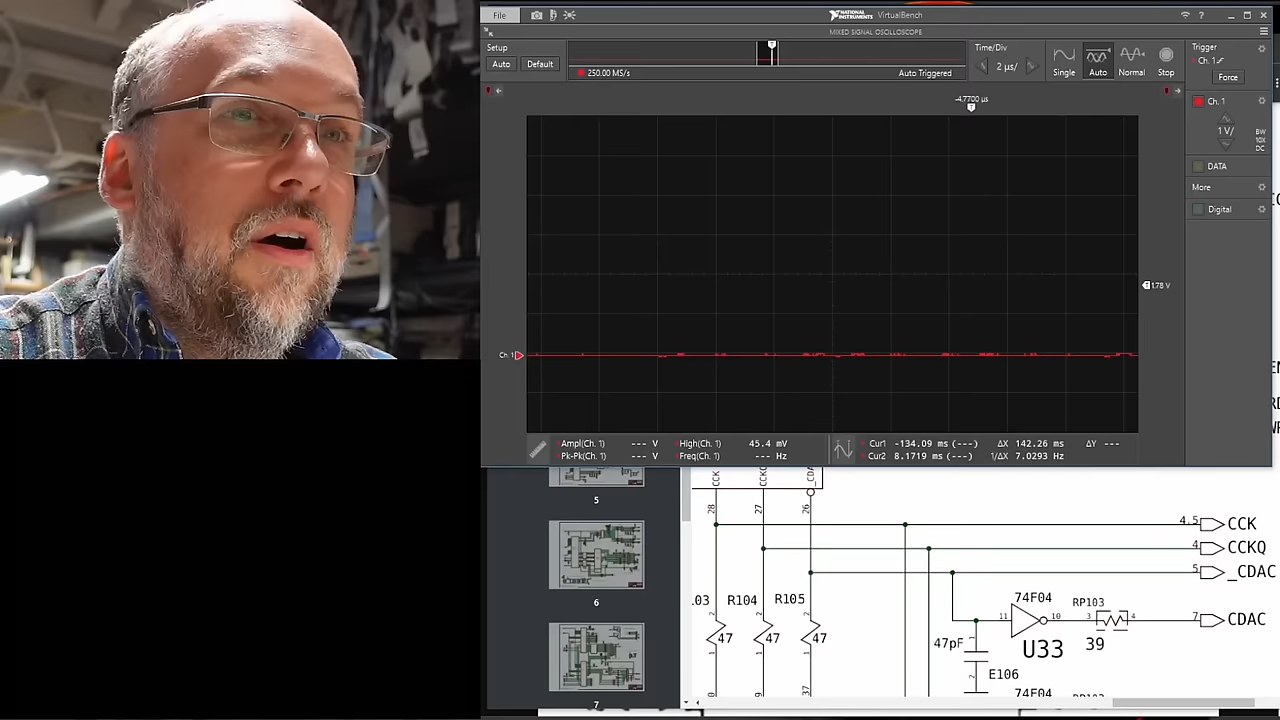 File
NATIONAL INSTRUMENTS VirtualBench
MIXED SIGNAL OSCILLOSCOPE
Setup
Auto Default
250.00 MS/s
Auto Triggered
Time/Div
2 µs/
Single Auto Normal Stop
Trigger
Ch. 1
Force
-4.7700 µs
Ch. 1
1 V/
BW
10X
DC
DATA
More
Digital
1.78 V
Ch. 1
Ampl(Ch. 1) --- V High(Ch. 1) 45.4 mV
Pk-Pk(Ch. 1) --- V Freq(Ch. 1) --- Hz
Cur1 -134.09 ms (---) ΔX 142.26 ms ΔY ---
Cur2 8.1719 ms (---) 1/ΔX 7.0293 Hz
5
6
7
CCK
28 27 26
4.5 CCK
4 CCKQ
5 _CDAC
R104 R105
47 47 47
74F04
11 10
U33
RP103
3 4
39
7 CDAC
47pF
E106
74F04